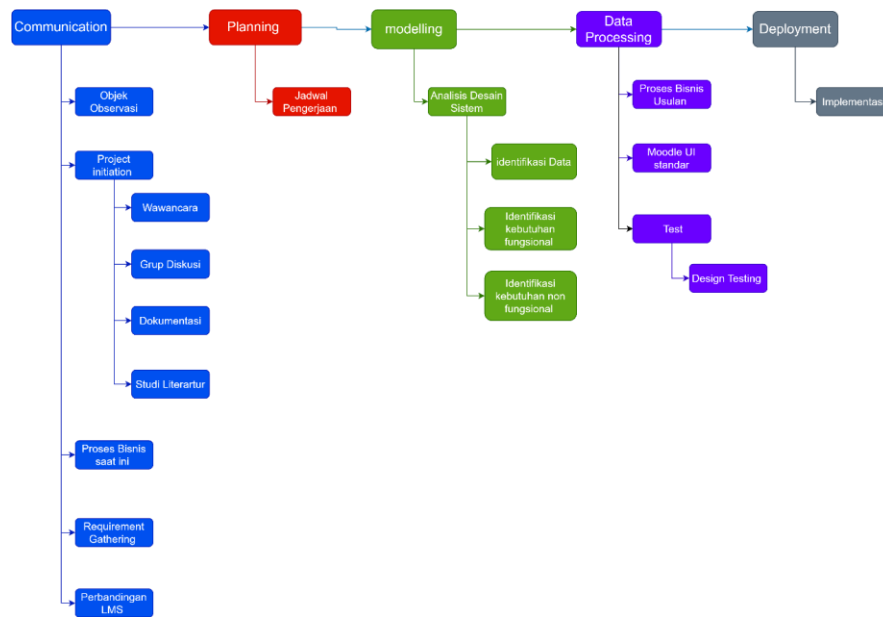 Communication
Planning
modelling
Data
Processing
Deployment
Objek
Observasi
Jadwal
Pengerjaan
Analisis Desain
Sistem
Proses Bisnis
Usulan
Implementasi
Project
initiation
identifikasi Data
Moodle UI
standar
Wawancara
Identifikasi
kebutuhan
fungsional
Test
Grup Diskusi
Identifikasi
kebutuhan non
fungsional
Design Testing
Dokumentasi
Studi Literartur
Proses Bisnis
saat ini
Requirement
Gathering
Perbandingan
LMS